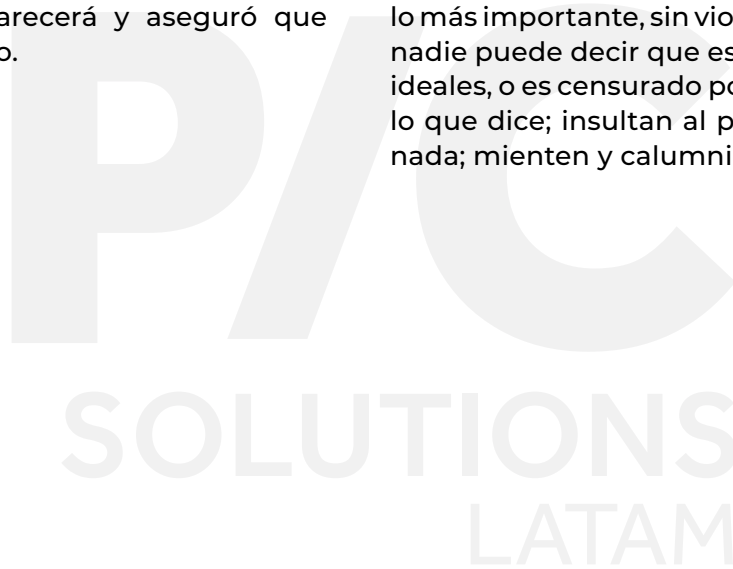 arecerá y aseguró que
o.
lo más importante, sin vio
nadie puede decir que es
ideales, o es censurado po
lo que dice; insultan al p
nada; mienten y calumni
P/C
SOLUTIONS
LATAM